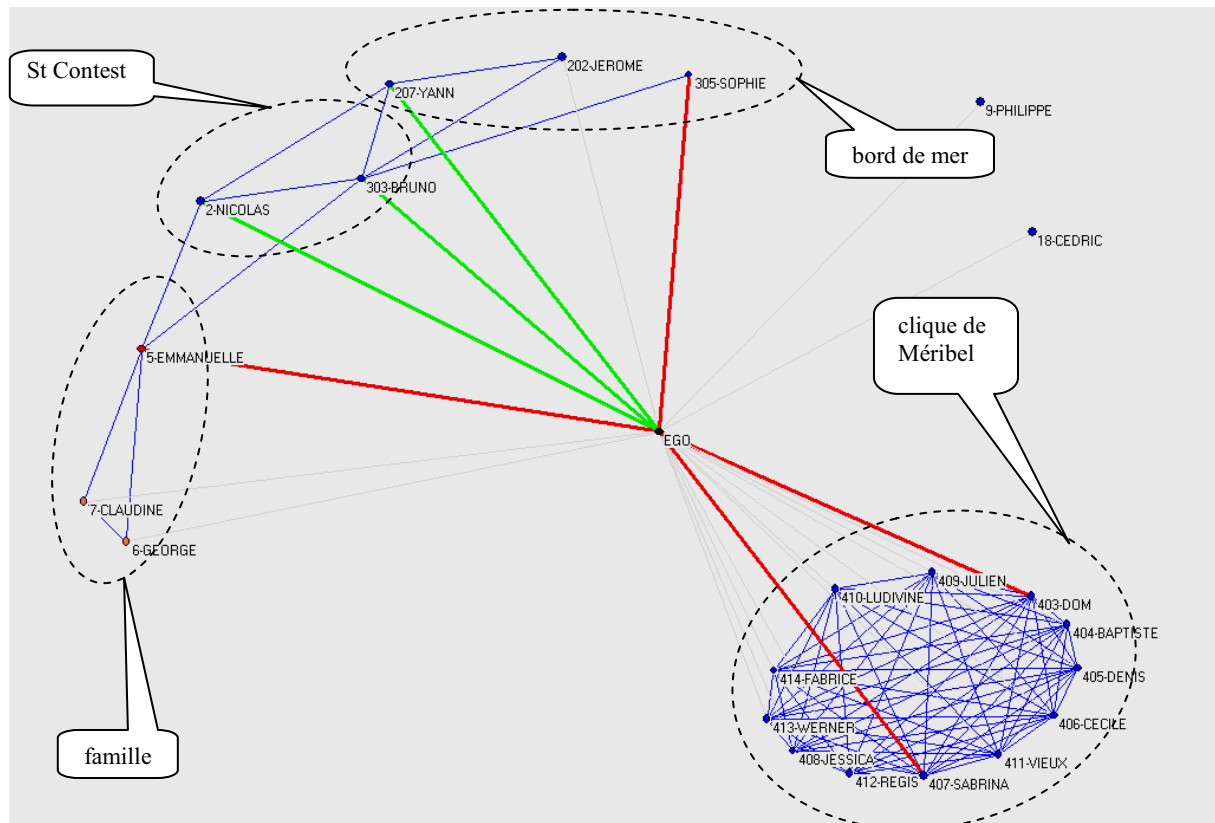 St Contest
202-JEROME
305-SOPHIE
207-YANN
9-PHILIPPE
bord de mer
303-BRUNO
2-NICOLAS
18-CEDRIC
clique de
Méribel
5-EMMUELLE
EGO
7-CLAUDINE
6-GEORGE
409-JULIEN
410-LUDIVINE
403-DOM
404-BAPTISTE
414-FABRICE
405-DENIS
406-CECILE
413-WERNER
famille
408-JESSICA
411-VIEUX
412-REGIS
407-SABRINA